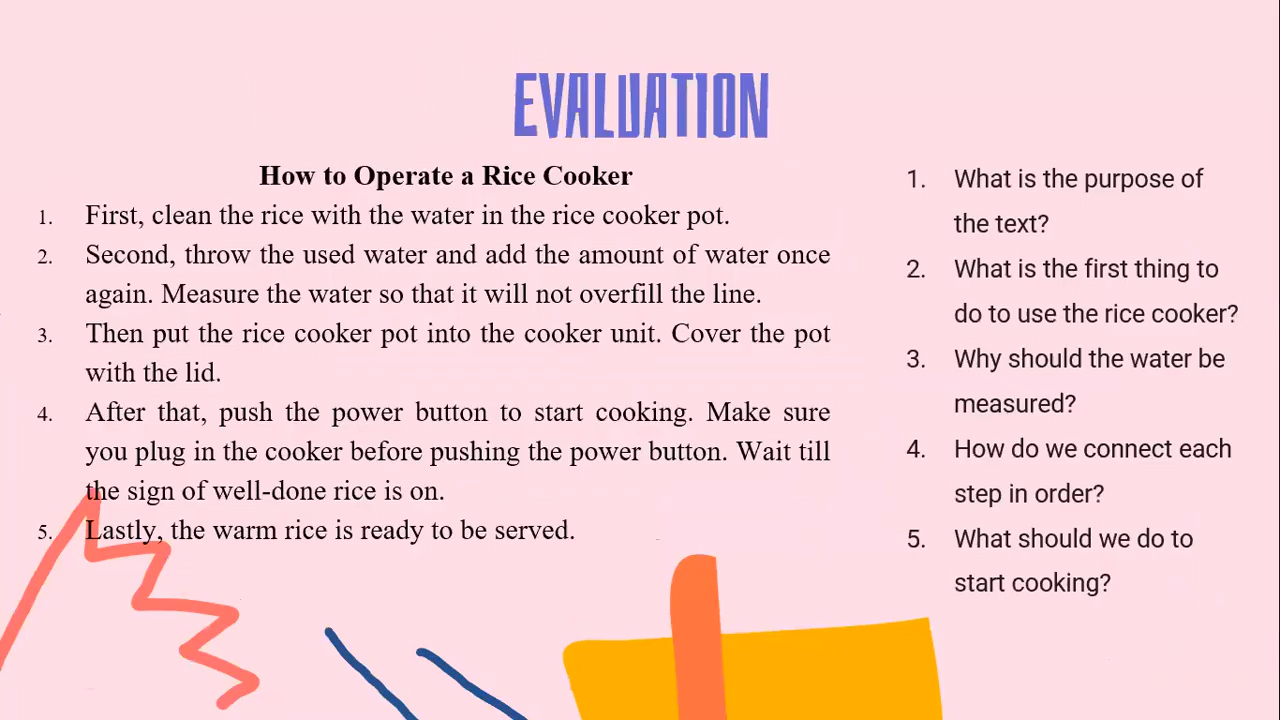 EVALUATION
How to Operate a Rice Cooker
1. First, clean the rice with the water in the rice cooker pot.
2. Second, throw the used water and add the amount of water once
again. Measure the water so that it will not overfill the line.
3. Then put the rice cooker pot into the cooker unit. Cover the pot
with the lid.
4. After that, push the power button to start cooking. Make sure
you plug in the cooker before pushing the power button. Wait till
the sign of well-done rice is on.
5. Lastly, the warm rice is ready to be served.
1. What is the purpose of
the text?
2. What is the first thing to
do to use the rice cooker?
3. Why should the water be
measured?
4. How do we connect each
step in order?
5. What should we do to
start cooking?